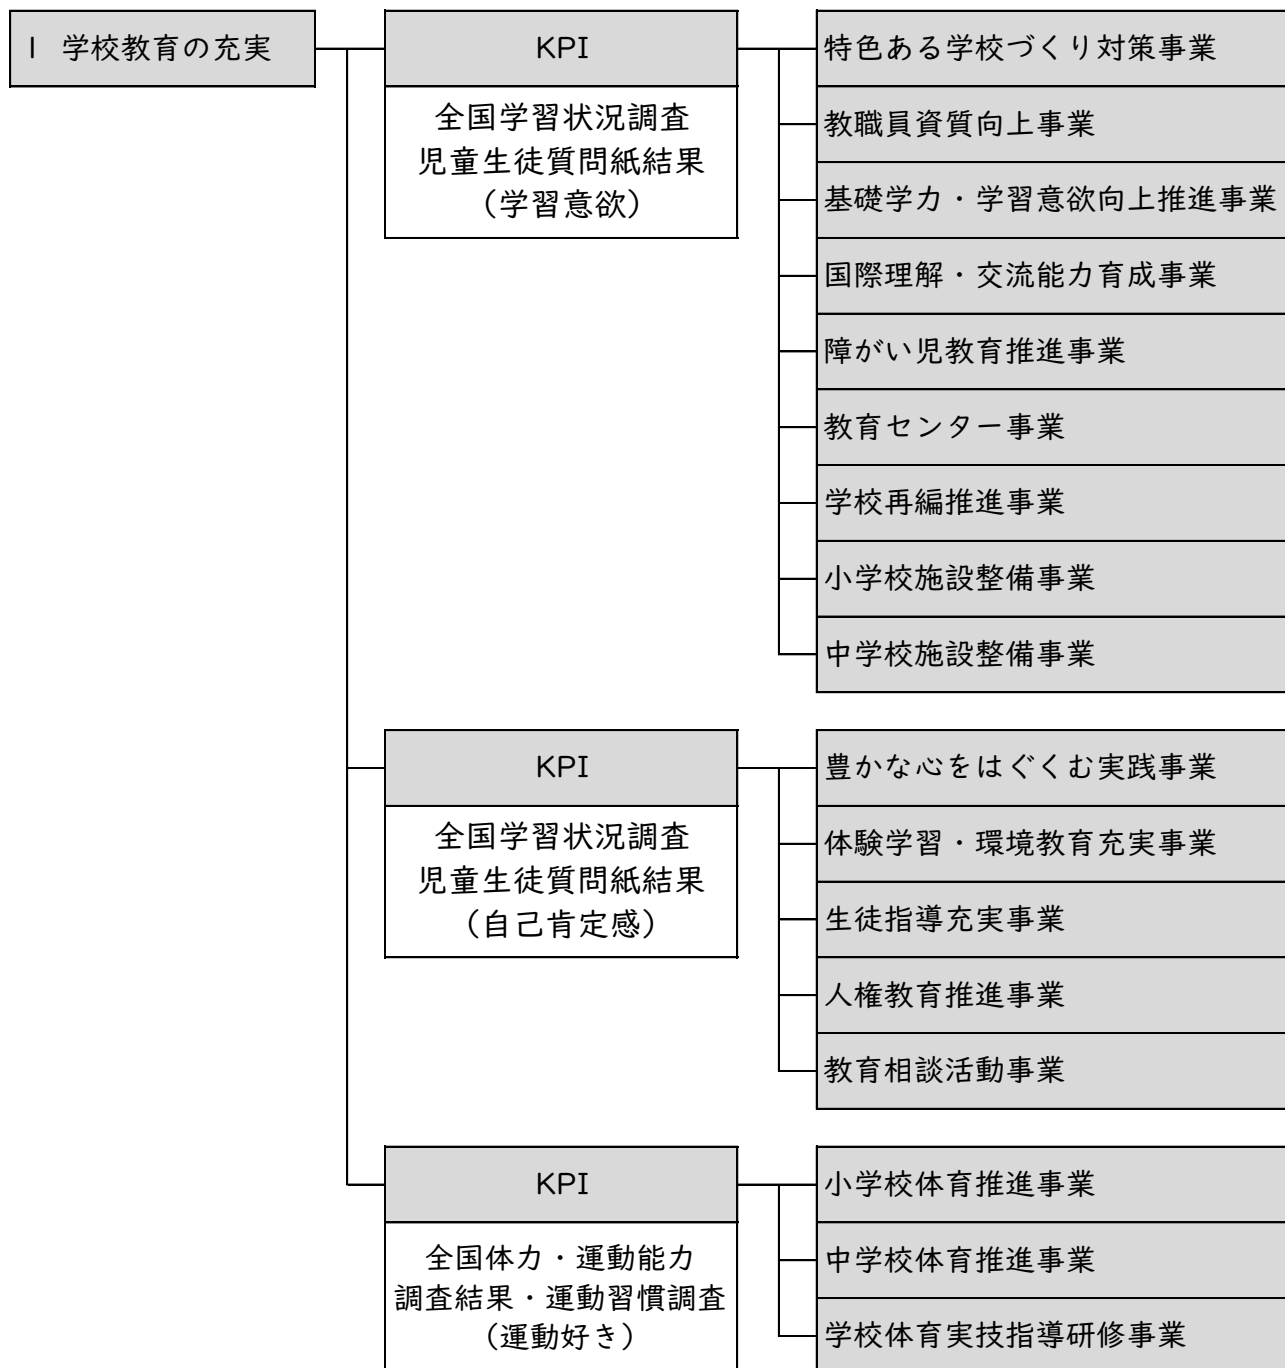 Ⅰ 学校教育の充実
KPI
全国学習状況調査
児童生徒質問紙結果
（学習意欲）
特色ある学校づくり対策事業
教職員資質向上事業
基礎学力・学習意欲向上推進事業
国際理解・交流能力育成事業
障がい児教育推進事業
教育センター事業
学校再編推進事業
小学校施設整備事業
中学校施設整備事業
KPI
全国学習状況調査
児童生徒質問紙結果
（自己肯定感）
豊かな心をはぐくむ実践事業
体験学習・環境教育充実事業
生徒指導充実事業
人権教育推進事業
教育相談活動事業
KPI
全国体力・運動能力
調査結果・運動習慣調査
（運動好き）
小学校体育推進事業
中学校体育推進事業
学校体育実技指導研修事業